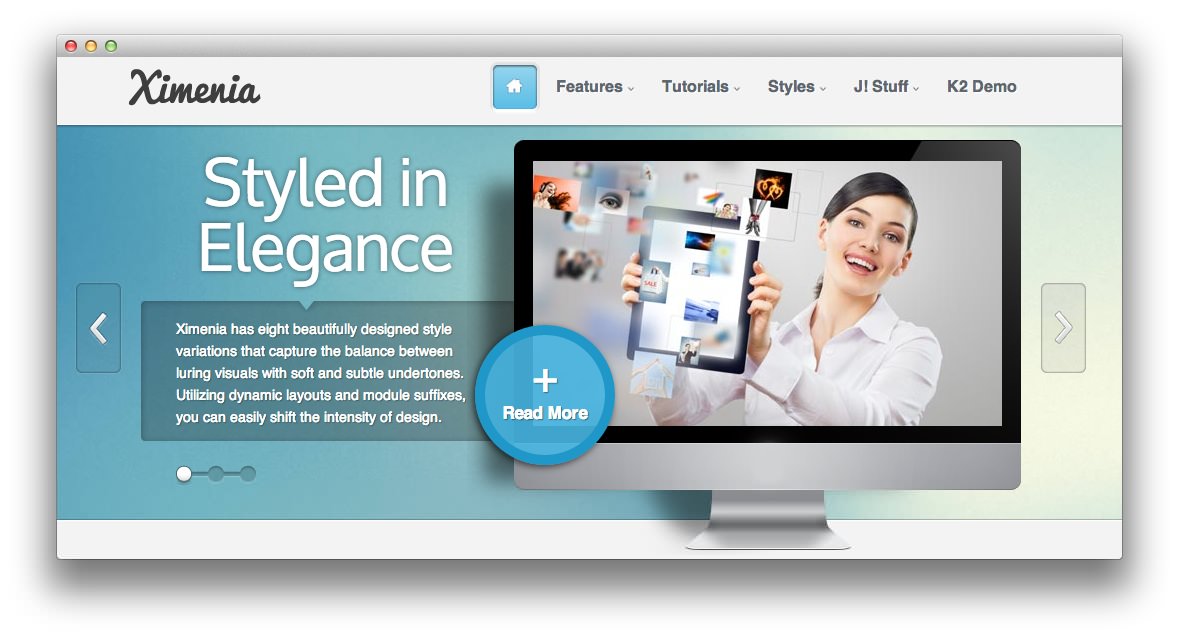 Ximenia
Features Tutorials Styles J! Stuff K2 Demo
Styled in
Elegance
Ximenia has eight beautifully designed style
variations that capture the balance between
luring visuals with soft and subtle undertones.
Utilizing dynamic layouts and module suffixes,
you can easily shift the intensity of design.
+
Read More
SALE